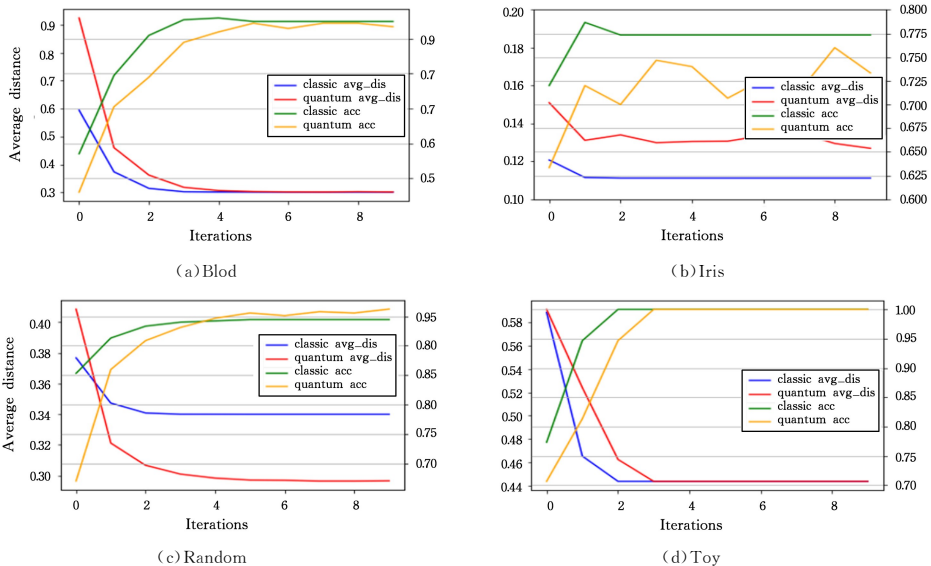 0.9
0.8
0.7
0.6
0.5
0.4
0.3
Average distance
0.9
0.7
0.7
0.6
0.5
classic avg_dis
quantum avg_dis
classic acc
quantum acc
0 2 4 6 8
Iterations
(a)Blod
0.20
0.18
0.16
0.14
0.12
0.10
0.800
0.775
0.750
0.725
0.700
0.675
0.650
0.625
0.600
classic avg_dis
quantum avg_dis
classic acc
quantum acc
0 2 4 6 8
Iterations
(b)Iris
0.40
0.38
0.36
0.34
0.32
0.30
Average distance
0.95
0.80
0.85
0.80
0.75
0.70
classic avg_dis
quantum avg_dis
classic acc
quantum acc
0 2 4 6 8
Iterations
(c)Random
0.58
0.56
0.54
0.52
0.50
0.48
0.46
0.44
1.00
0.95
0.90
0.85
0.80
0.75
0.70
classic avg_dis
quantum avg_dis
classic acc
quantum acc
0 2 4 6 8
Iterations
(d)Toy